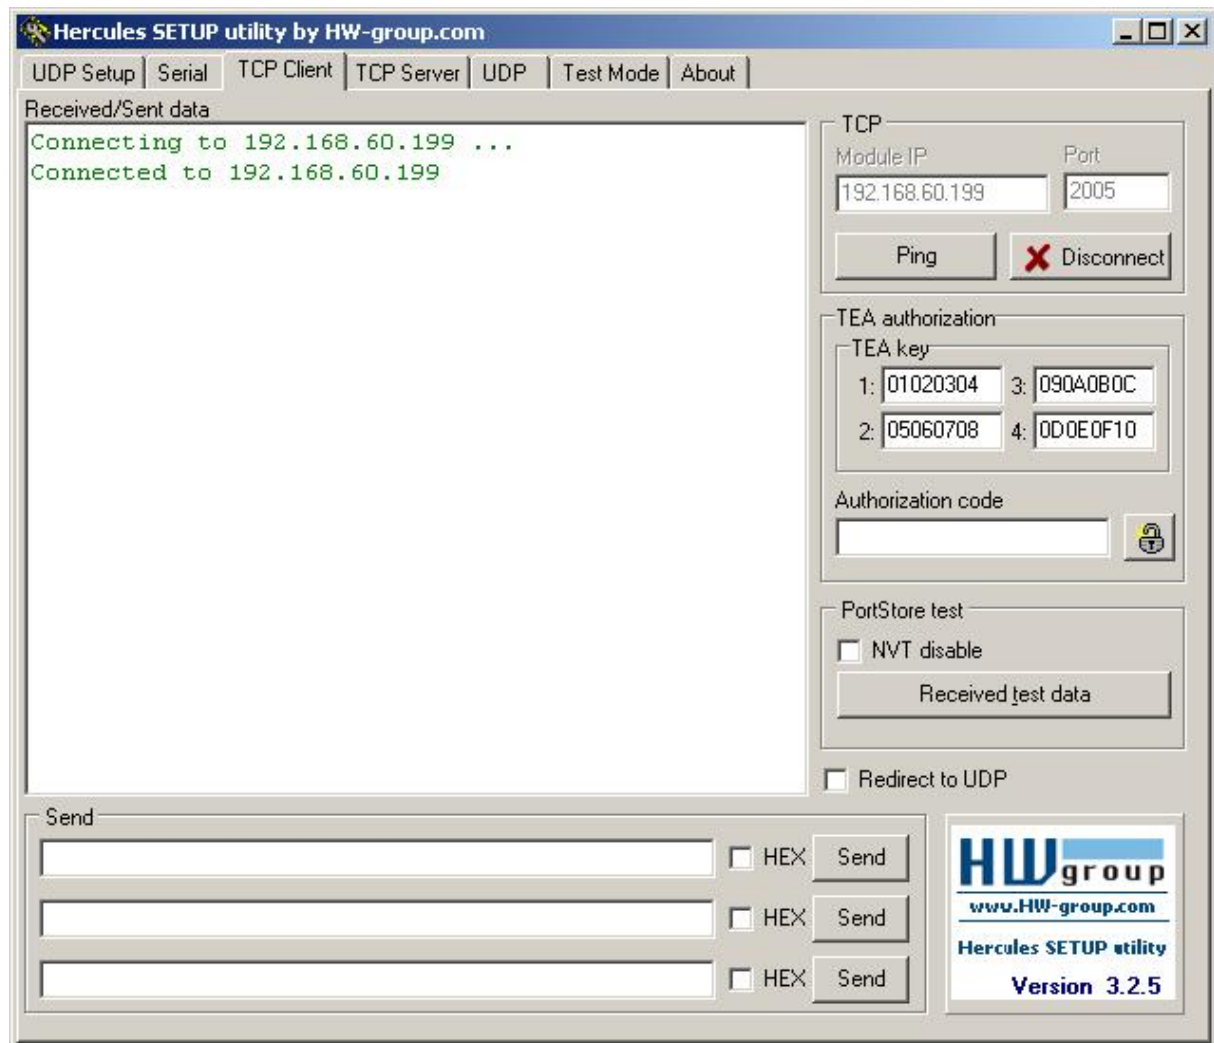 Hercules SETUP utility by HW-group.com
UDP Setup Serial TCP Client TCP Server UDP Test Mode About
Received/Sent data
Connecting to 192.168.60.199 ...
Connected to 192.168.60.199
TCP
Module IP Port
192.168.60.199 2005
Ping Disconnect
TEA authorization
TEA key
1: 01020304 3: 090A0B0C
2: 05060708 4: 0D0E0F10
Authorization code
PortStore test
NVT disable
Received test data
Redirect to UDP
Send
HEX Send
HEX Send
HEX Send
HW group
www.HW-group.com
Hercules SETUP utility
Version 3.2.5